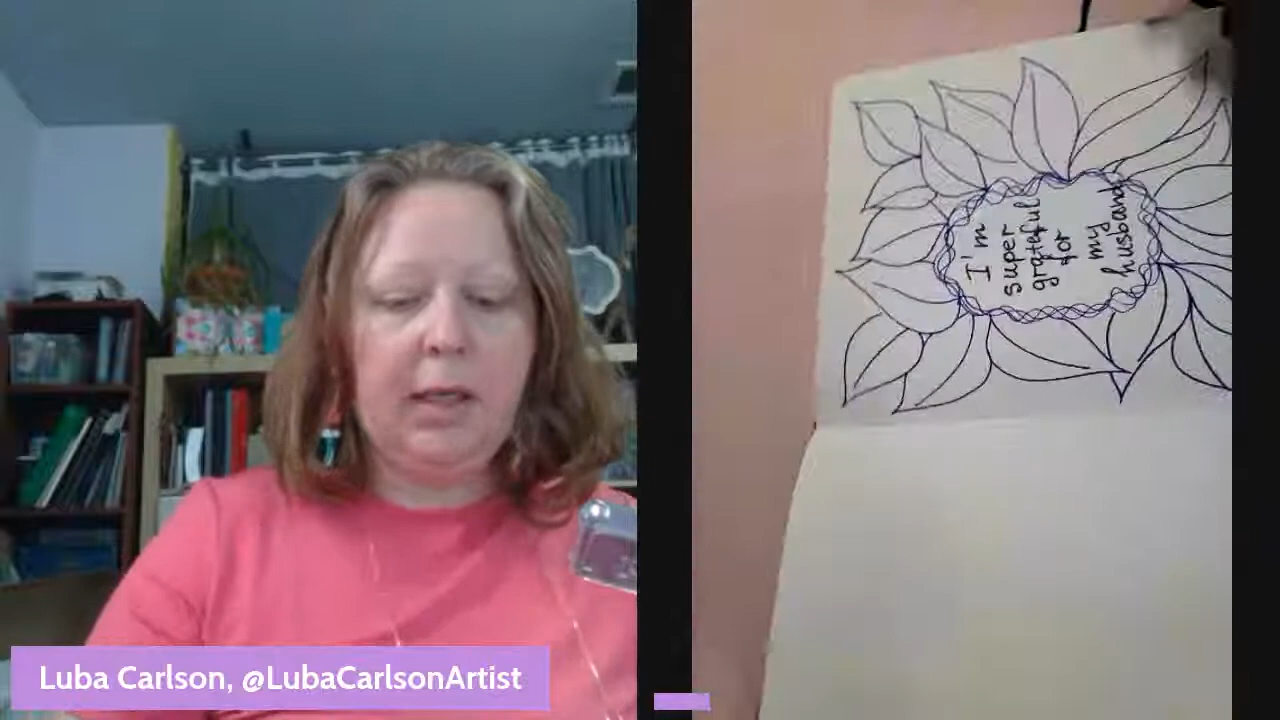 Luba Carlson, @LubaCarlsonArtist
I'm
super
grateful
for
my
husband